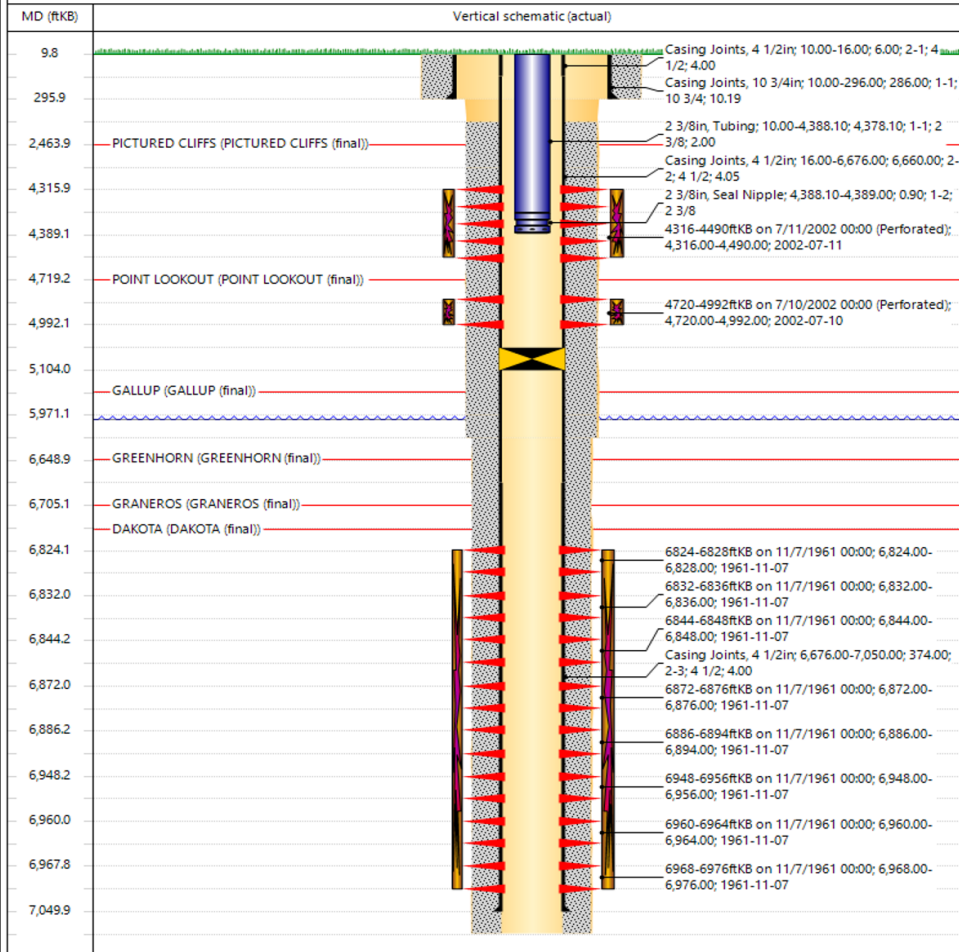 MD (ftKB)
Vertical schematic (actual)
9.8
295.9
2,463.9
4,315.9
4,389.1
4,719.2
4,992.1
5,104.0
5,971.1
6,648.9
6,705.1
6,824.1
6,832.0
6,844.2
6,872.0
6,886.2
6,948.2
6,960.0
6,967.8
7,049.9
PICTURED CLIFFS (PICTURED CLIFFS (final))
POINT LOOKOUT (POINT LOOKOUT (final))
GALLUP (GALLUP (final))
GREENHORN (GREENHORN (final))
GRANEROS (GRANEROS (final))
DAKOTA (DAKOTA (final))
Casing Joints, 4 1/2in; 10.00-16.00; 6.00; 2-1; 4
1/2; 4.00
Casing Joints, 10 3/4in; 10.00-296.00; 286.00; 1-1;
10 3/4; 10.19
2 3/8in, Tubing; 10.00-4,388.10; 4,378.10; 1-1; 2
3/8; 2.00
Casing Joints, 4 1/2in; 16.00-6,676.00; 6,660.00; 2-
2; 4 1/2; 4.05
2 3/8in, Seal Nipple; 4,388.10-4,389.00; 0.90; 1-2;
2 3/8
4316-4490ftKB on 7/11/2002 00:00 (Perforated);
4,316.00-4,490.00; 2002-07-11
4720-4992ftKB on 7/10/2002 00:00 (Perforated);
4,720.00-4,992.00; 2002-07-10
6824-6828ftKB on 11/7/1961 00:00; 6,824.00-
6,828.00; 1961-11-07
6832-6836ftKB on 11/7/1961 00:00; 6,832.00-
6,836.00; 1961-11-07
6844-6848ftKB on 11/7/1961 00:00; 6,844.00-
6,848.00; 1961-11-07
Casing Joints, 4 1/2in; 6,676.00-7,050.00; 374.00;
2-3; 4 1/2; 4.00
6872-6876ftKB on 11/7/1961 00:00; 6,872.00-
6,876.00; 1961-11-07
6886-6894ftKB on 11/7/1961 00:00; 6,886.00-
6,894.00; 1961-11-07
6948-6956ftKB on 11/7/1961 00:00; 6,948.00-
6,956.00; 1961-11-07
6960-6964ftKB on 11/7/1961 00:00; 6,960.00-
6,964.00; 1961-11-07
6968-6976ftKB on 11/7/1961 00:00; 6,968.00-
6,976.00; 1961-11-07